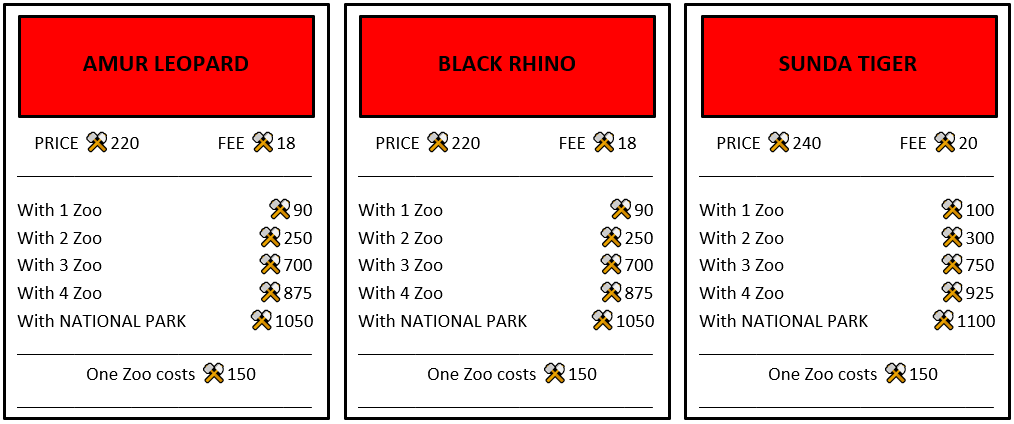 AMUR LEOPARD
PRICE 220 FEE 18
With 1 Zoo 90
With 2 Zoo 250
With 3 Zoo 700
With 4 Zoo 875
With NATIONAL PARK 1050
One Zoo costs 150
BLACK RHINO
PRICE 220 FEE 18
With 1 Zoo 90
With 2 Zoo 250
With 3 Zoo 700
With 4 Zoo 875
With NATIONAL PARK 1050
One Zoo costs 150
SUNDA TIGER
PRICE 240 FEE 20
With 1 Zoo 100
With 2 Zoo 300
With 3 Zoo 750
With 4 Zoo 925
With NATIONAL PARK 1100
One Zoo costs 150